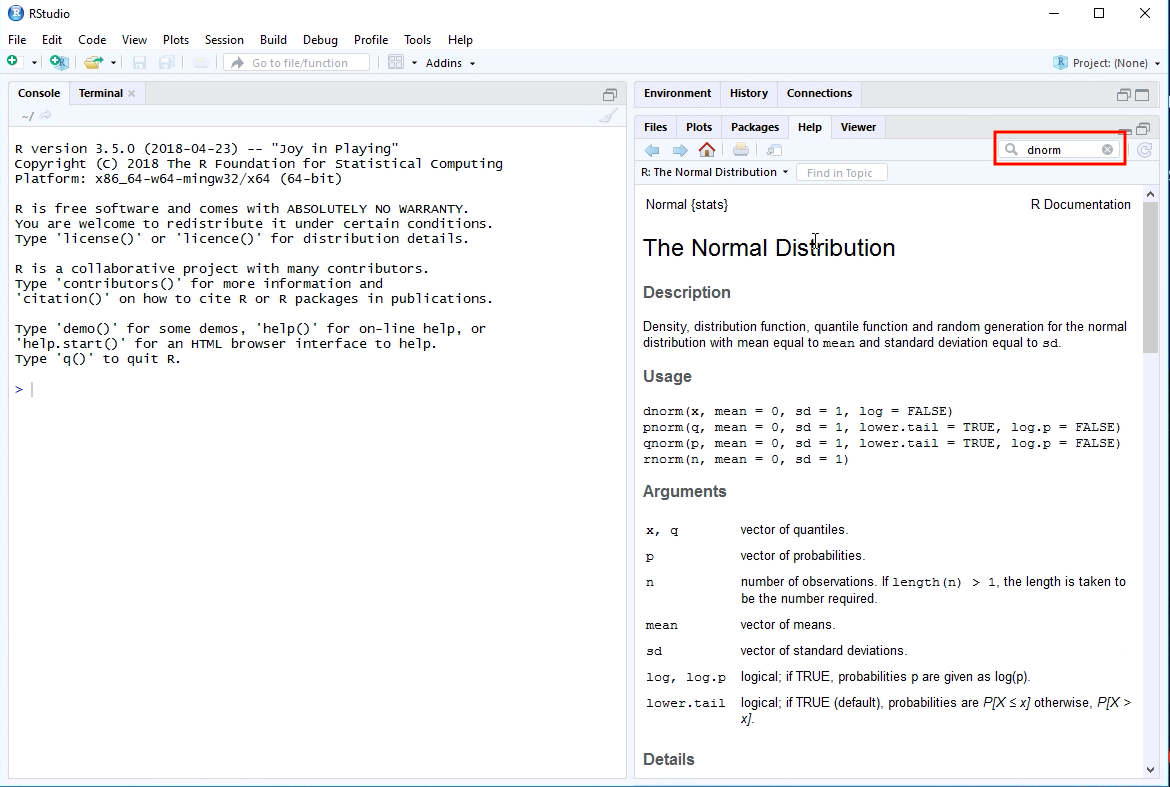 RStudio
File Edit Code View Plots Session Build Debug Profile Tools Help
Go to file/function Addins Project: (None)
Console Terminal
~/
R version 3.5.0 (2018-04-23) -- "Joy in Playing"
Copyright (C) 2018 The R Foundation for Statistical Computing
Platform: x86_64-w64-mingw32/x64 (64-bit)
R is free software and comes with ABSOLUTELY NO WARRANTY.
You are welcome to redistribute it under certain conditions.
Type 'license()' or 'licence()' for distribution details.
R is a collaborative project with many contributors.
Type 'contributors()' for more information and
'citation()' on how to cite R or R packages in publications.
Type 'demo()' for some demos, 'help()' for on-line help, or
'help.start()' for an HTML browser interface to help.
Type 'q()' to quit R.
>
Environment History Connections
Files Plots Packages Help Viewer
dnorm
R: The Normal Distribution Find in Topic
Normal {stats} R Documentation
The Normal Distribution
Description
Density, distribution function, quantile function and random generation for the normal
distribution with mean equal to mean and standard deviation equal to sd.
Usage
dnorm(x, mean = 0, sd = 1, log = FALSE)
pnorm(q, mean = 0, sd = 1, lower.tail = TRUE, log.p = FALSE)
qnorm(p, mean = 0, sd = 1, lower.tail = TRUE, log.p = FALSE)
rnorm(n, mean = 0, sd = 1)
Arguments
x, q vector of quantiles.
p vector of probabilities.
n number of observations. If length(n) > 1, the length is taken to
be the number required.
mean vector of means.
sd vector of standard deviations.
log, log.p logical; if TRUE, probabilities p are given as log(p).
lower.tail logical; if TRUE (default), probabilities are P[X ≤ x] otherwise, P[X >
x].
Details